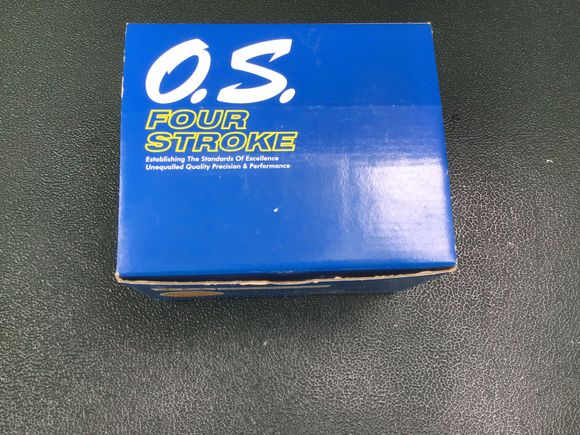 O.S.
FOUR
STROKE
Establishing The Standards Of Excellence
Unequalled Quality Precision & Performance